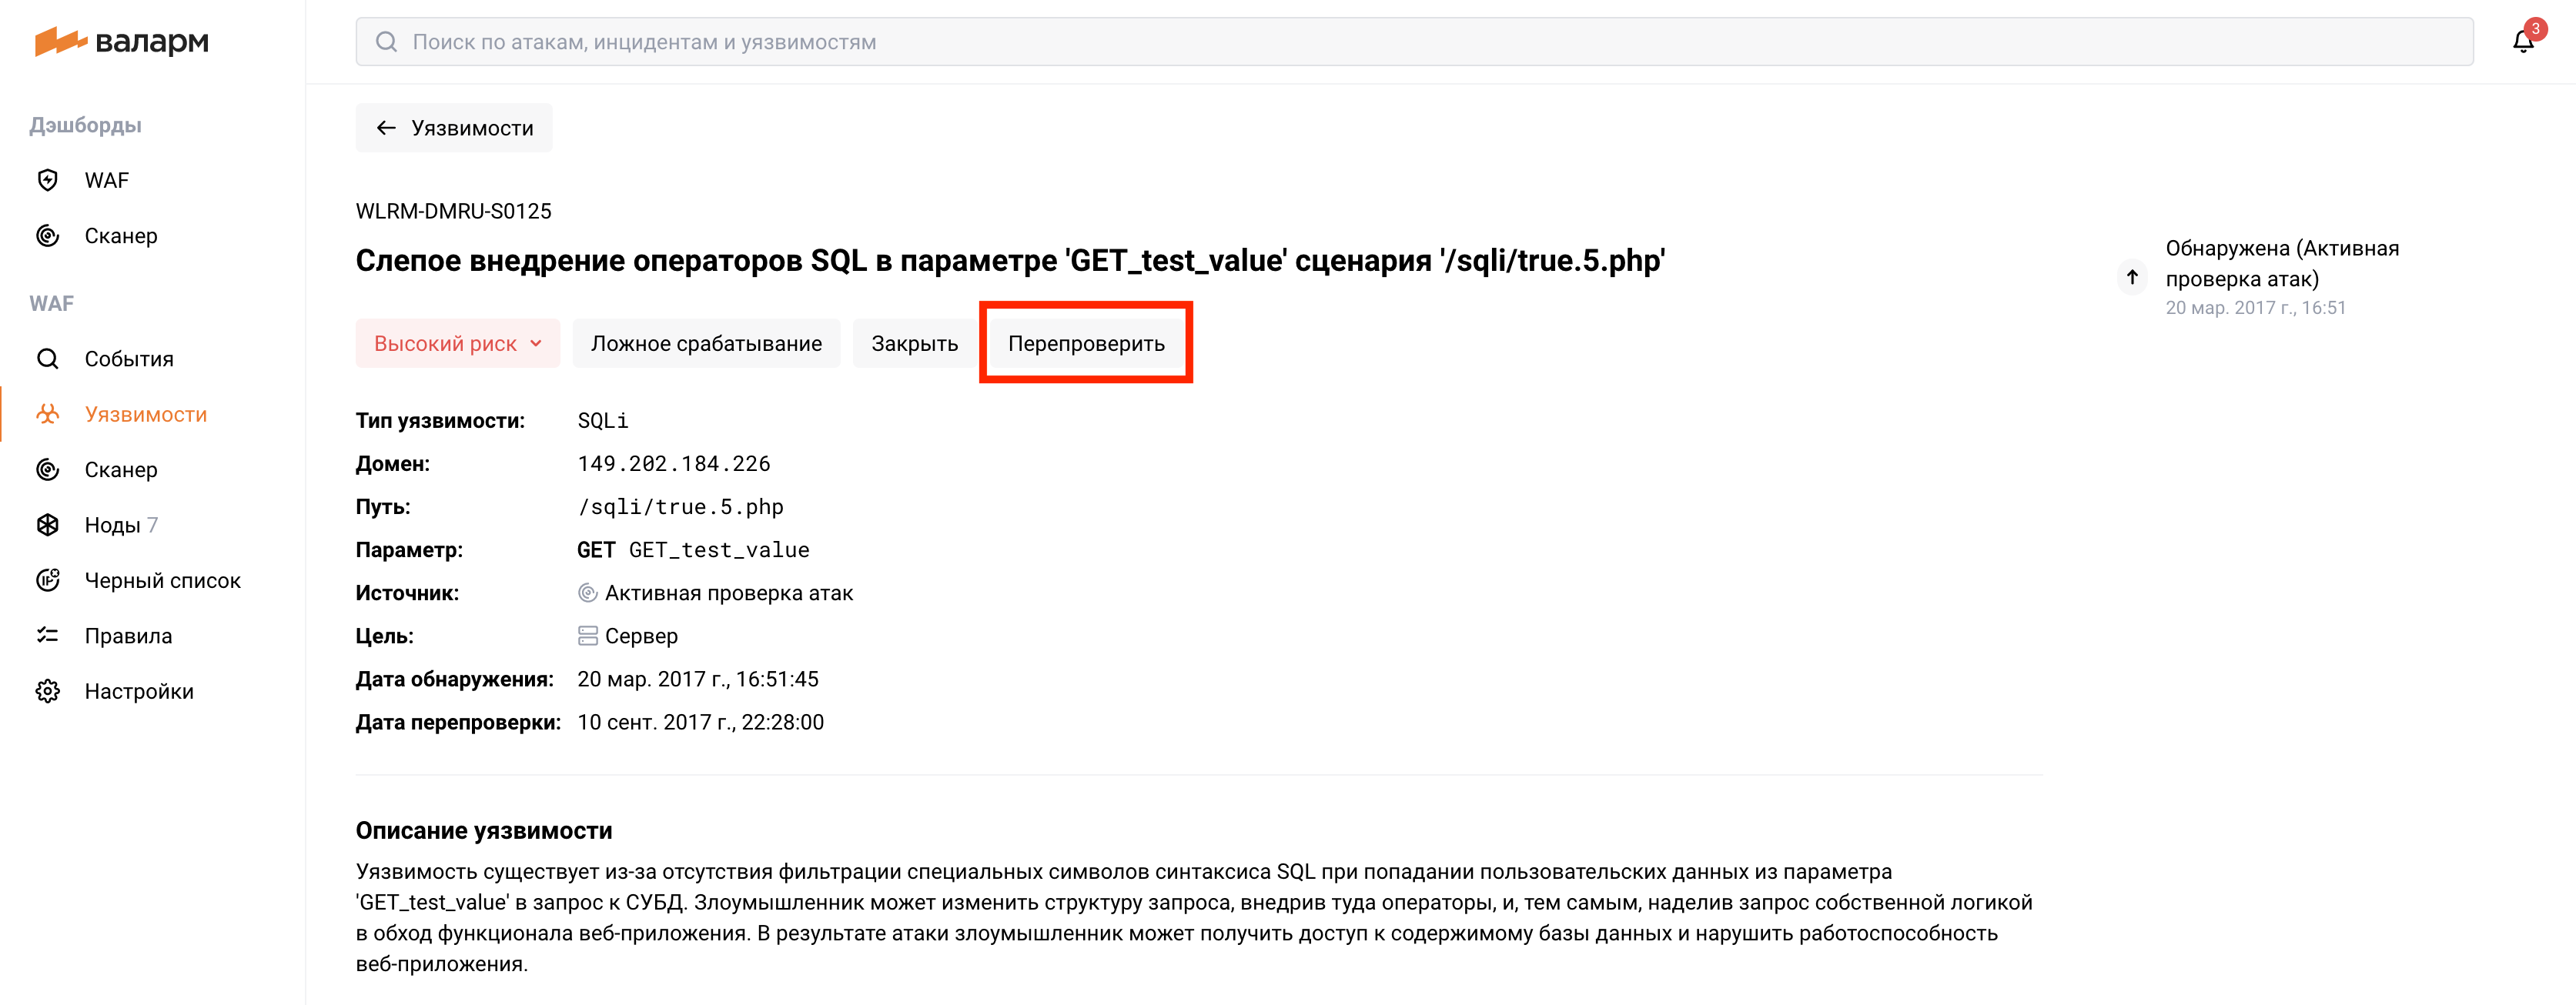 валарм
Поиск по атакам, инцидентам и уязвимостям
3
Дэшборды
WAF
Сканер
WAF
События
Уязвимости
Сканер
Ноды 7
Черный список
Правила
Настройки
Уязвимости
WLRM-DMRU-S0125
Слепое внедрение операторов SQL в параметре 'GET_test_value' сценария '/sqli/true.5.php'
Высокий риск
Ложное срабатывание
Закрыть
Перепроверить
Тип уязвимости: SQLi
Домен: 149.202.184.226
Путь: /sqli/true.5.php
Параметр: GET GET_test_value
Источник: Активная проверка атак
Цель: Сервер
Дата обнаружения: 20 мар. 2017 г., 16:51:45
Дата перепроверки: 10 сент. 2017 г., 22:28:00
Обнаружена (Активная
проверка атак)
20 мар. 2017 г., 16:51
Описание уязвимости
Уязвимость существует из-за отсутствия фильтрации специальных символов синтаксиса SQL при попадании пользовательских данных из параметра
'GET_test_value' в запрос к СУБД. Злоумышленник может изменить структуру запроса, внедрив туда операторы, и, тем самым, наделив запрос собственной логикой
в обход функционала веб-приложения. В результате атаки злоумышленник может получить доступ к содержимому базы данных и нарушить работоспособность
веб-приложения.